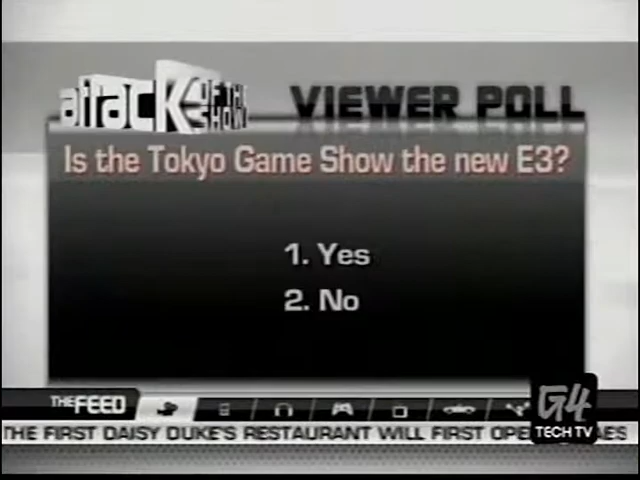 attack OF THE SHOW
VIEWER POLL
Is the Tokyo Game Show the new E3?
1. Yes
2. No
THE FEED
G4
TECH TV
THE FIRST DAISY DUKE'S RESTAURANT WILL FIRST